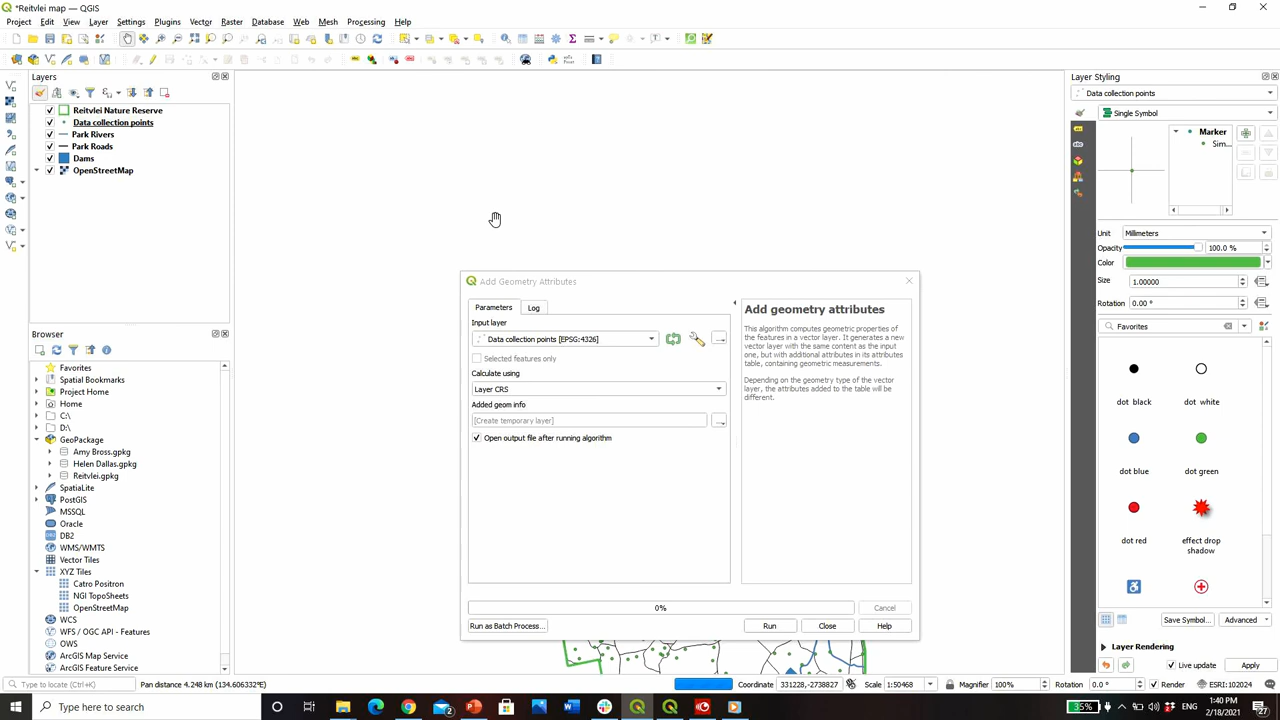 *Reitvlei map — QGIS
Project Edit View Layer Settings Plugins Vector Raster Database Web Mesh Processing Help
Layers
Reitvlei Nature Reserve
Data collection points
Park Rivers
Park Roads
Dams
OpenStreetMap
Browser
Favorites
Spatial Bookmarks
Project Home
Home
C:\
D:\
GeoPackage
Amy Bross.gpkg
Helen Dallas.gpkg
Reitvlei.gpkg
SpatiaLite
PostGIS
MSSQL
Oracle
DB2
WMS/WMTS
Vector Tiles
XYZ Tiles
Catro Positron
NGI TopoSheets
OpenStreetMap
WCS
WFS / OGC API - Features
OWS
ArcGIS Map Service
ArcGIS Feature Service
Add Geometry Attributes
Parameters Log
Input layer
Data collection points [EPSG:4326]
Selected features only
Calculate using
Layer CRS
Added geom info
[Create temporary layer]
Open output file after running algorithm
Add geometry attributes
This algorithm computes geometric properties
of the features in a vector layer. It generates a new
vector layer with the same content as the input
one, but with additional attributes in its attributes
table, containing geometric measurements.
Depending on the geometry type of the vector
layer, the attributes added to the table will be
different.
0%
Cancel
Run as Batch Process...
Run Close Help
Layer Styling
Data collection points
Single Symbol
Marker
Sim...
Unit Millimeters
Opacity 100.0 %
Color
Size 1.00000
Rotation 0.00 °
Favorites
dot black
dot white
dot blue
dot green
dot red
effect drop
shadow
Save Symbol... Advanced
Layer Rendering
Live update Apply
Type to locate (Ctrl+K) Pan distance 4.248 km (134.606332°E) Coordinate 331228,-2738827 Scale 1:50468 Magnifier 100% Rotation 0.0 ° Render ESRI:102024
Type here to search
35%
ENG
1:40 PM
2/18/2021
27